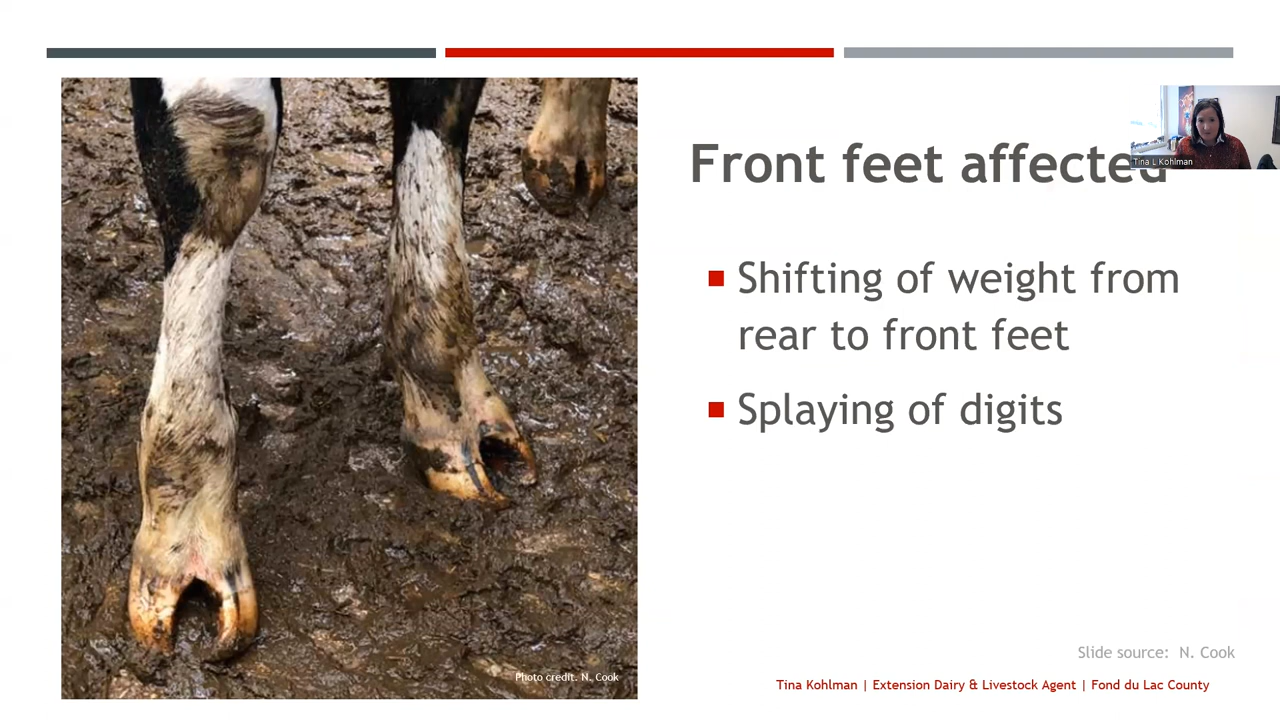 Front feet affected
Tina L Kohlman
Shifting of weight from
rear to front feet
Splaying of digits
Photo credit. N. Cook
Slide source: N. Cook
Tina Kohlman | Extension Dairy & Livestock Agent | Fond du Lac County